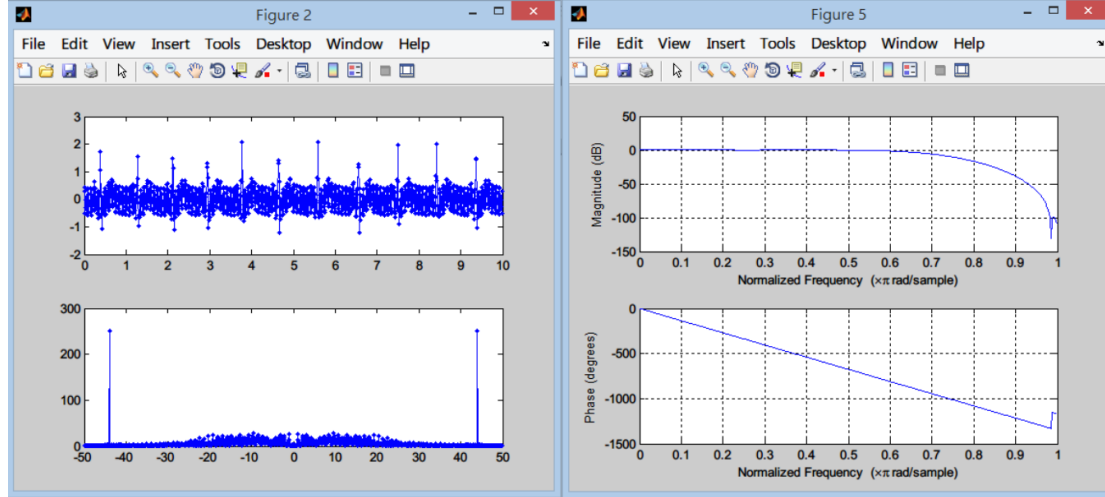 Figure 2
File Edit View Insert Tools Desktop Window Help
3
2
1
0
-1
-2
0 1 2 3 4 5 6 7 8 9 10
300
200
100
0
-50 -40 -30 -20 -10 0 10 20 30 40 50
Figure 5
File Edit View Insert Tools Desktop Window Help
Magnitude (dB)
50
0
-50
-100
-150
0 0.1 0.2 0.3 0.4 0.5 0.6 0.7 0.8 0.9 1
Normalized Frequency (×π rad/sample)
Phase (degrees)
0
-500
-1000
-1500
0 0.1 0.2 0.3 0.4 0.5 0.6 0.7 0.8 0.9 1
Normalized Frequency (×π rad/sample)